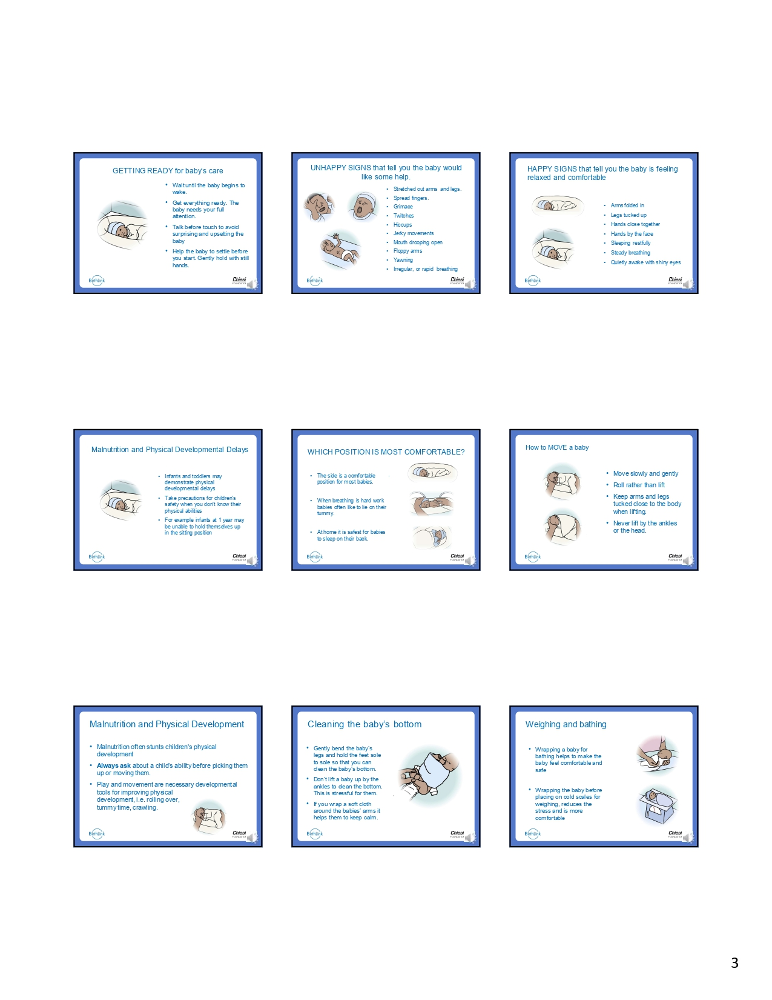 GETTING READY for baby's care
• Wait until the baby begins to
wake.
• Get everything ready. The
baby needs your full
attention.
• Talk before touch to avoid
surprising and upsetting the
baby
• Help the baby to settle before
you start. Gently hold with still
hands.
BirthLink
Chiesi
FOUNDATION
UNHAPPY SIGNS that tell you the baby would
like some help.
• Stretched out arms and legs.
• Spread fingers.
• Grimace
• Twitches
• Hiccups
• Jerky movements
• Mouth drooping open
• Floppy arms
• Yawning
• Irregular, or rapid breathing
BirthLink
Chiesi
FOUNDATION
HAPPY SIGNS that tell you the baby is feeling
relaxed and comfortable
• Arms folded in
• Legs tucked up
• Hands close together
• Hands by the face
• Sleeping restfully
• Steady breathing
• Quietly awake with shiny eyes
BirthLink
Chiesi
FOUNDATION
Malnutrition and Physical Developmental Delays
• Infants and toddlers may
demonstrate physical
developmental delays
• Take precautions for children's
safety when you don't know their
physical abilities
• For example infants at 1 year may
be unable to hold themselves up
in the sitting position
BirthLink
Chiesi
FOUNDATION
WHICH POSITION IS MOST COMFORTABLE?
• The side is a comfortable
position for most babies.
• When breathing is hard work
babies often like to lie on their
tummy.
• At home it is safest for babies
to sleep on their back.
BirthLink
Chiesi
FOUNDATION
How to MOVE a baby
• Move slowly and gently
• Roll rather than lift
• Keep arms and legs
tucked close to the body
when lifting.
• Never lift by the ankles
or the head.
BirthLink
Chiesi
FOUNDATION
Malnutrition and Physical Development
• Malnutrition often stunts children's physical
development
• Always ask about a child's ability before picking them
up or moving them.
• Play and movement are necessary developmental
tools for improving physical
development, i.e. rolling over,
tummy time, crawling.
BirthLink
Chiesi
FOUNDATION
Cleaning the baby's bottom
• Gently bend the baby's
legs and hold the feet sole
to sole so that you can
clean the baby's bottom.
• Don't lift a baby up by the
ankles to clean the bottom.
This is stressful for them.
• If you wrap a soft cloth
around the babies' arms it
helps them to keep calm.
BirthLink
Chiesi
FOUNDATION
Weighing and bathing
• Wrapping a baby for
bathing helps to make the
baby feel comfortable and
safe
• Wrapping the baby before
placing on cold scales for
weighing, reduces the
stress and is more
comfortable
BirthLink
Chiesi
FOUNDATION
3